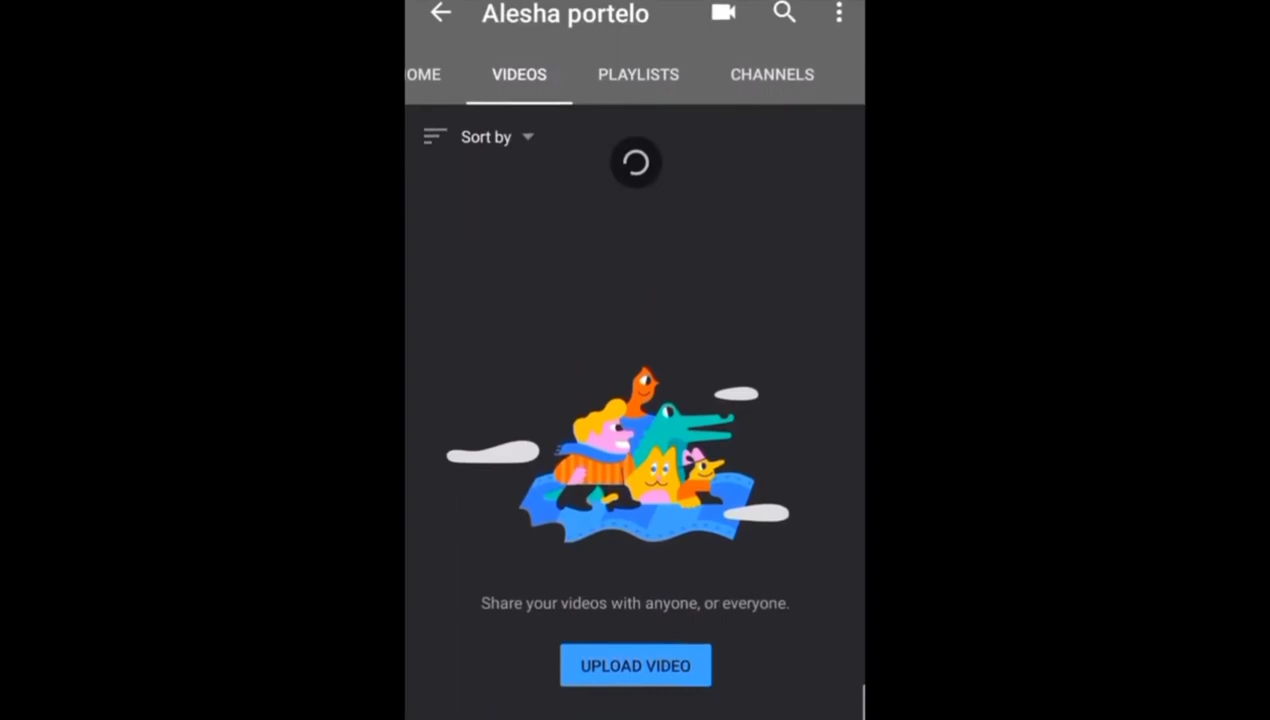 Alesha portelo
OME VIDEOS PLAYLISTS CHANNELS
Sort by
Share your videos with anyone, or everyone.
UPLOAD VIDEO